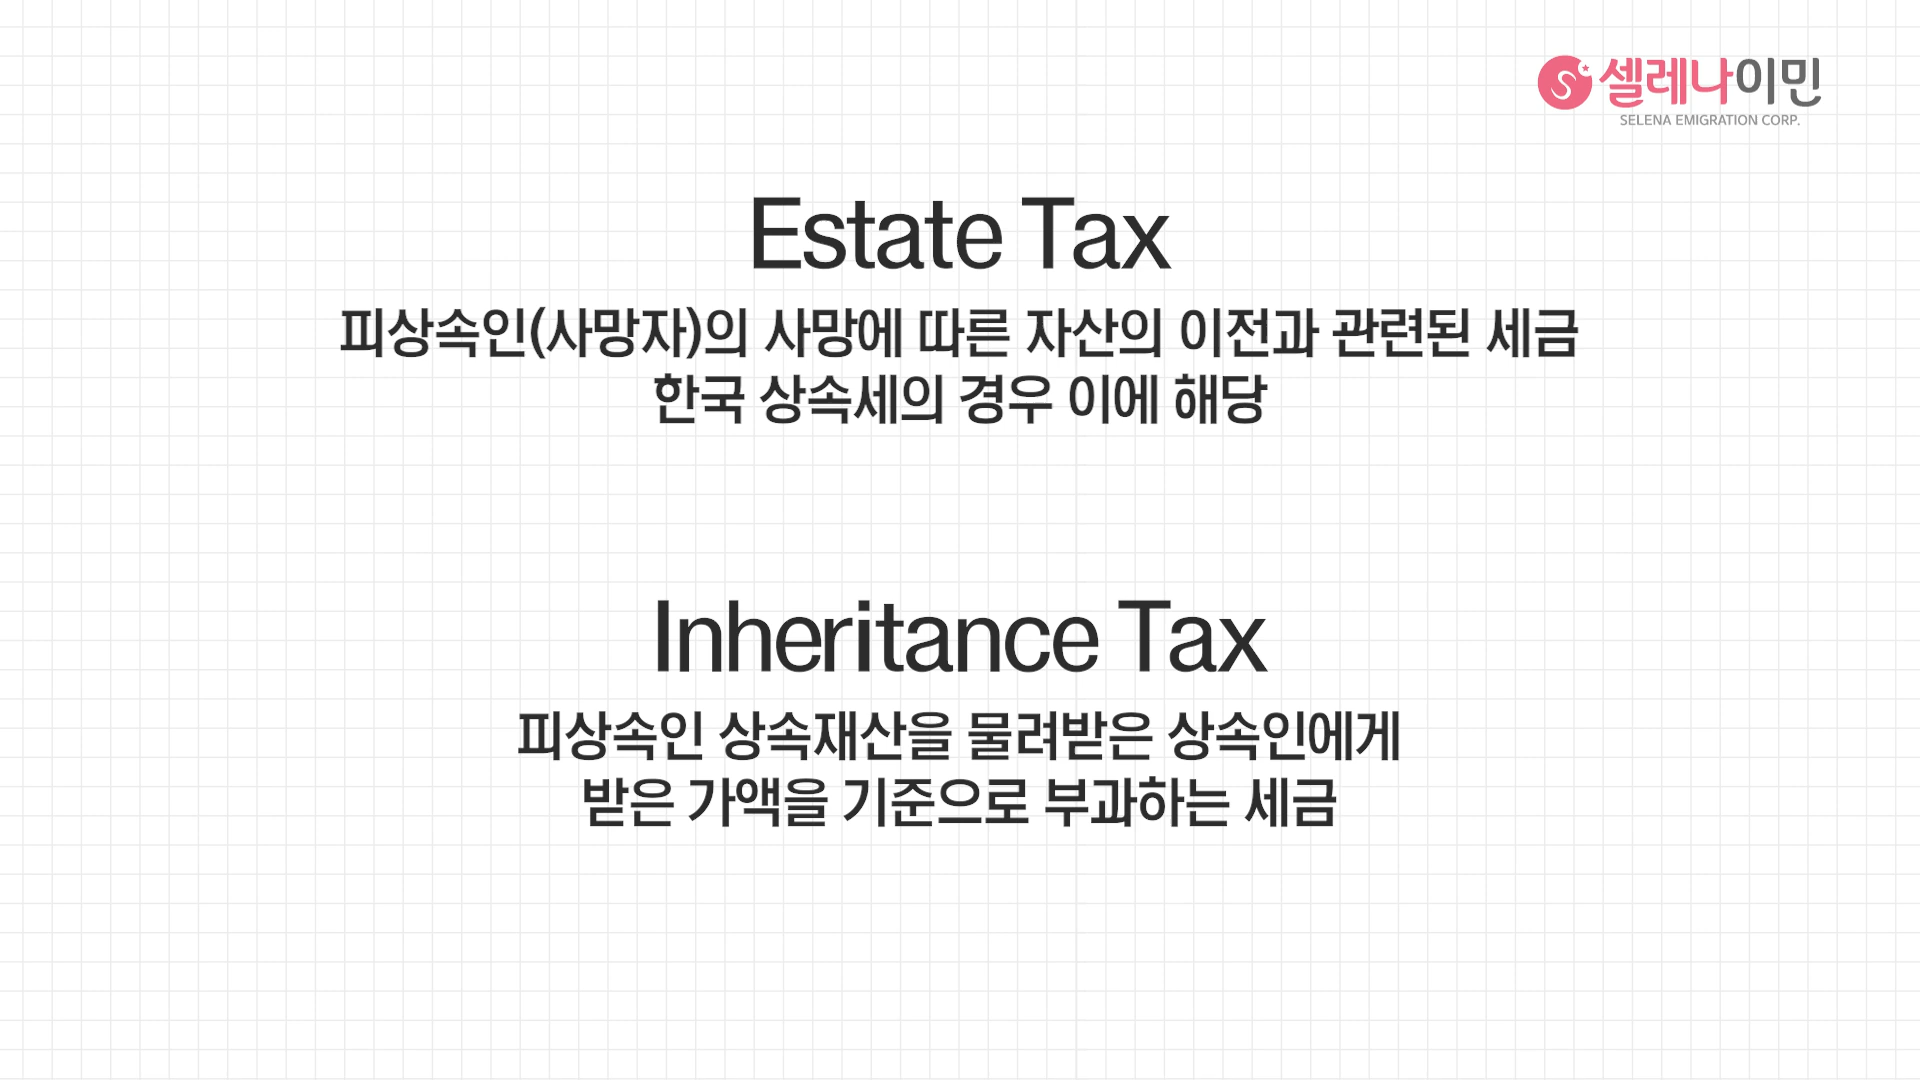 셀레나이민
SELENA EMIGRATION CORP.
Estate Tax
피상속인(사망자)의 사망에 따른 자산의 이전과 관련된 세금
한국 상속세의 경우 이에 해당
Inheritance Tax
피상속인 상속재산을 물려받은 상속인에게
받은 가액을 기준으로 부과하는 세금